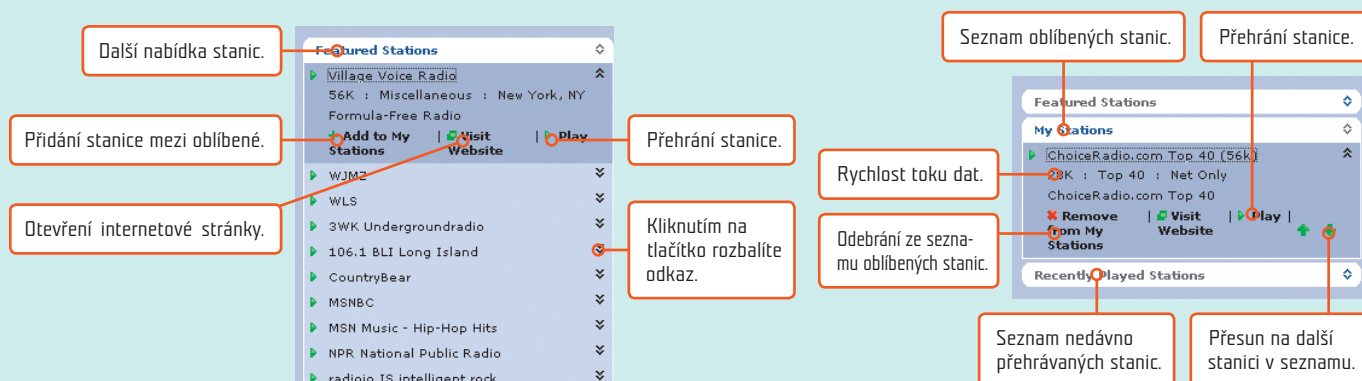 Další nabídka stanic.
Přidání stanice mezi oblíbené.
Otevření internetové stránky.
Featured Stations
Village Voice Radio
56K : Miscellaneous : New York, NY
Formula-Free Radio
Add to My Stations | Visit Website | Play
WJMZ
WLS
3WK Undergroundradio
106.1 BLI Long Island
CountryBear
MSNBC
MSN Music - Hip-Hop Hits
NPR National Public Radio
radioio IS intelligent rock
Přehrání stanice.
Kliknutím na
tlačítko rozbalíte
odkaz.
Seznam oblíbených stanic.
Přehrání stanice.
Rychlost toku dat.
Odebrání ze sezna-
mu oblíbených stanic.
Featured Stations
My Stations
ChoiceRadio.com Top 40 (56k)
28K : Top 40 : Net Only
ChoiceRadio.com Top 40
Remove from My Stations | Visit Website | Play |
Recently Played Stations
Seznam nedávno
přehrávaných stanic.
Přesun na další
stanici v seznamu.